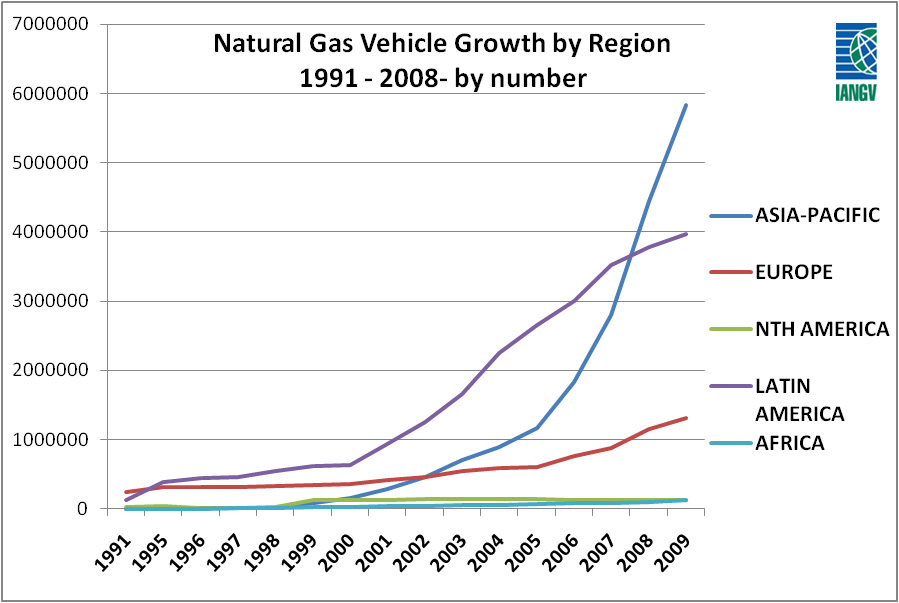 Natural Gas Vehicle Growth by Region
1991 - 2008- by number
IANGV
7000000
6000000
5000000
4000000
3000000
2000000
1000000
0
1991
1995
1996
1997
1998
1999
2000
2001
2002
2003
2004
2005
2006
2007
2008
2009
ASIA-PACIFIC
EUROPE
NTH AMERICA
LATIN
AMERICA
AFRICA